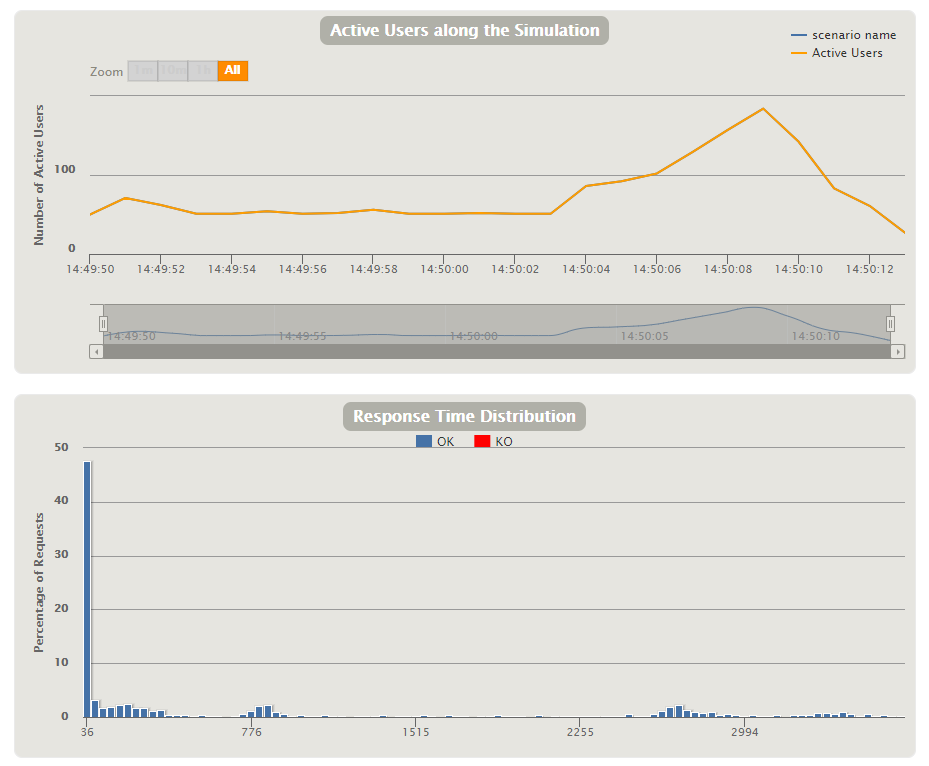 Active Users along the Simulation
scenario name
Active Users
Zoom 1m 10m 1h All
Number of Active Users
100
0
14:49:50 14:49:52 14:49:54 14:49:56 14:49:58 14:50:00 14:50:02 14:50:04 14:50:06 14:50:08 14:50:10 14:50:12
14:49:50 14:49:55 14:50:00 14:50:05 14:50:10
Response Time Distribution
OK KO
Percentage of Requests
50
40
30
20
10
0
36 776 1515 2255 2994